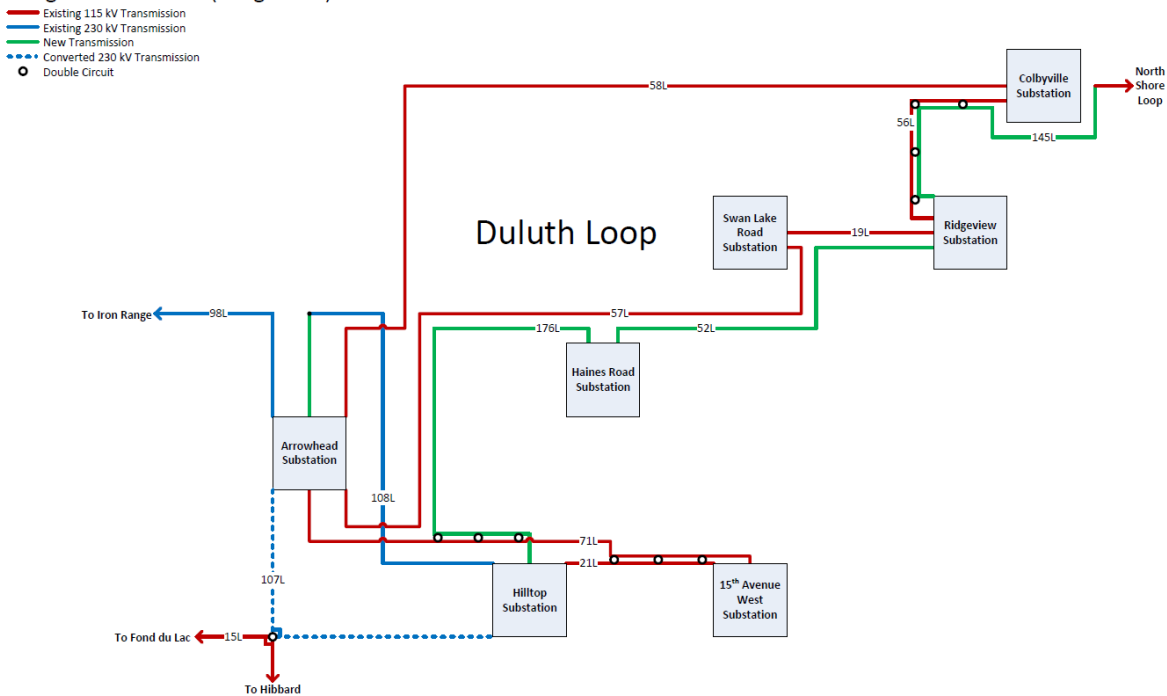 Existing 115 kV Transmission
Existing 230 kV Transmission
New Transmission
Converted 230 kV Transmission
Double Circuit
58L
Colbyville
Substation
North
Shore
Loop
56L
145L
Swan Lake
Road
Substation
19L
Ridgeview
Substation
Duluth Loop
To Iron Range
98L
57L
176L
52L
Haines Road
Substation
Arrowhead
Substation
108L
71L
21L
107L
Hilltop
Substation
15th Avenue
West
Substation
To Fond du Lac
15L
To Hibbard